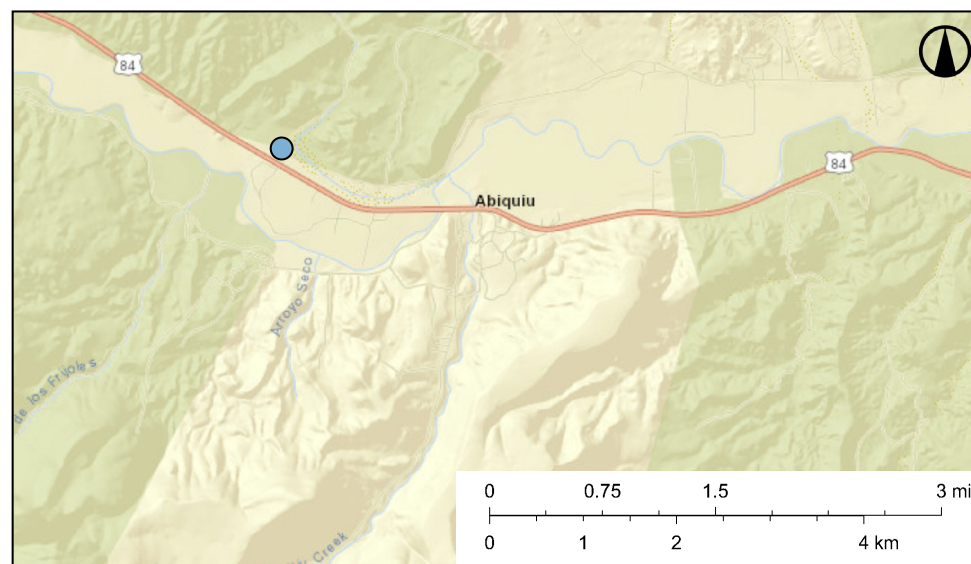 84
84
Abiquiu
Arroyo Seco
de los Frijoles
Creek
0 0.75 1.5 3 mi
0 1 2 4 km